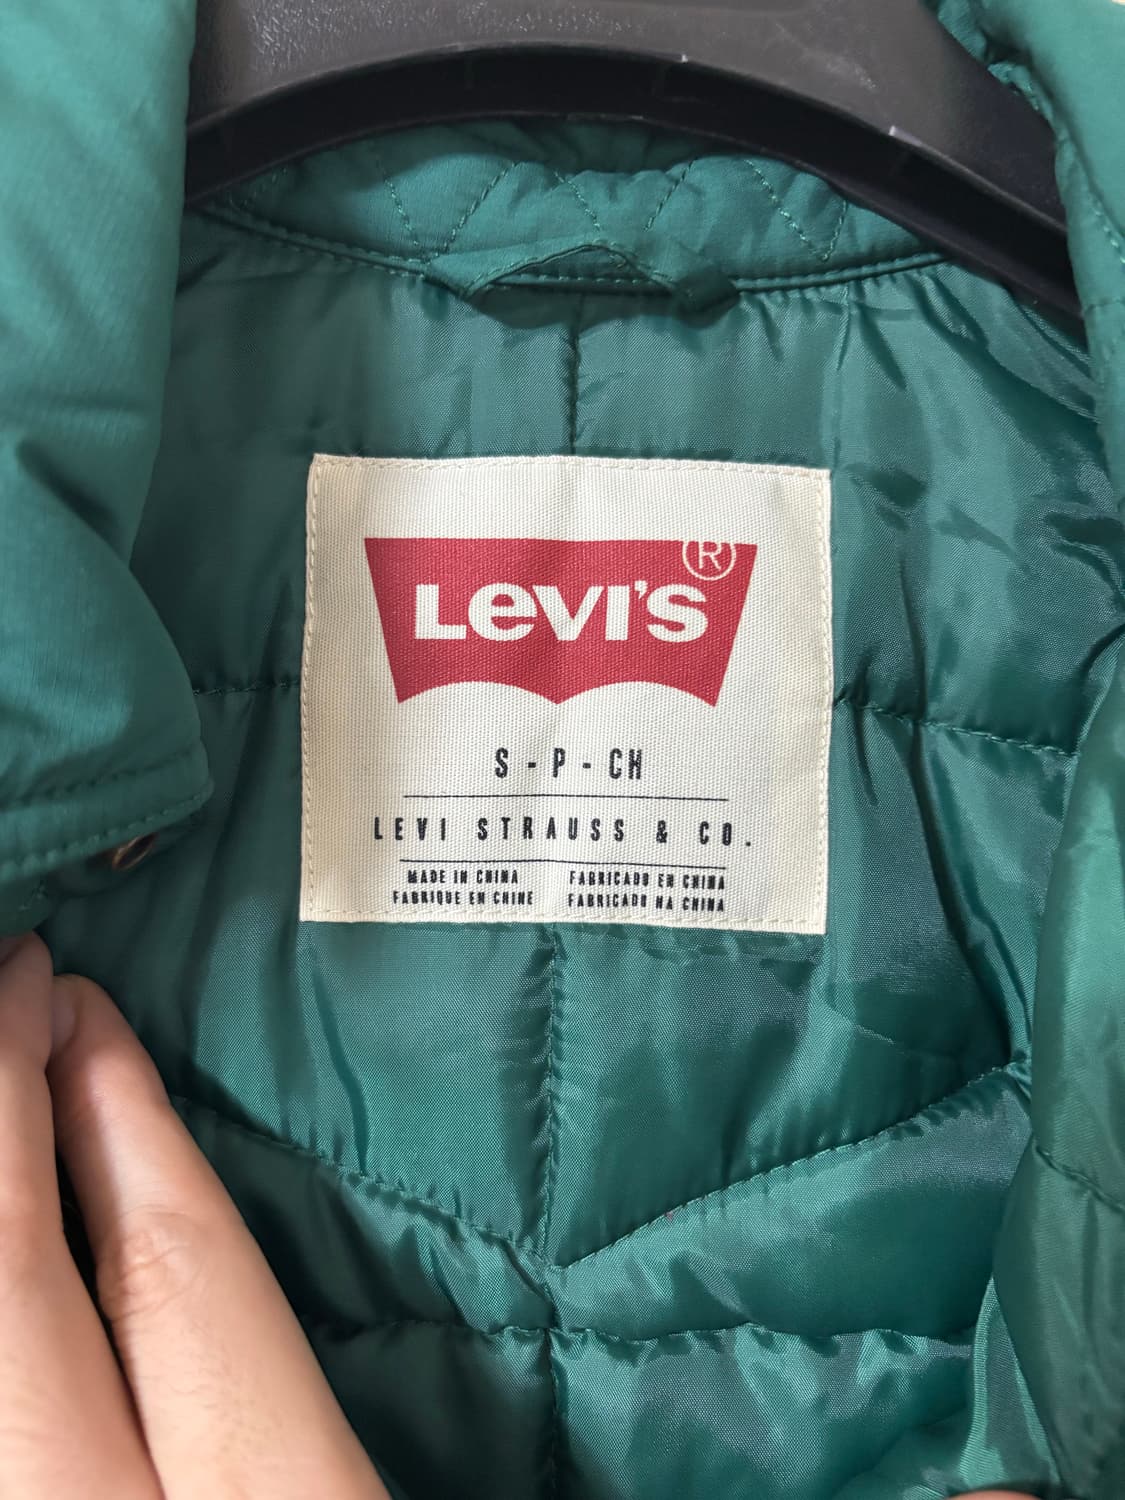 LEVI'S®
S - P - CH
LEVI STRAUSS & CO.
MADE IN CHINA
FABRIQUE EN CHINE
FABRICADO EN CHINA
FABRICADO NA CHINA